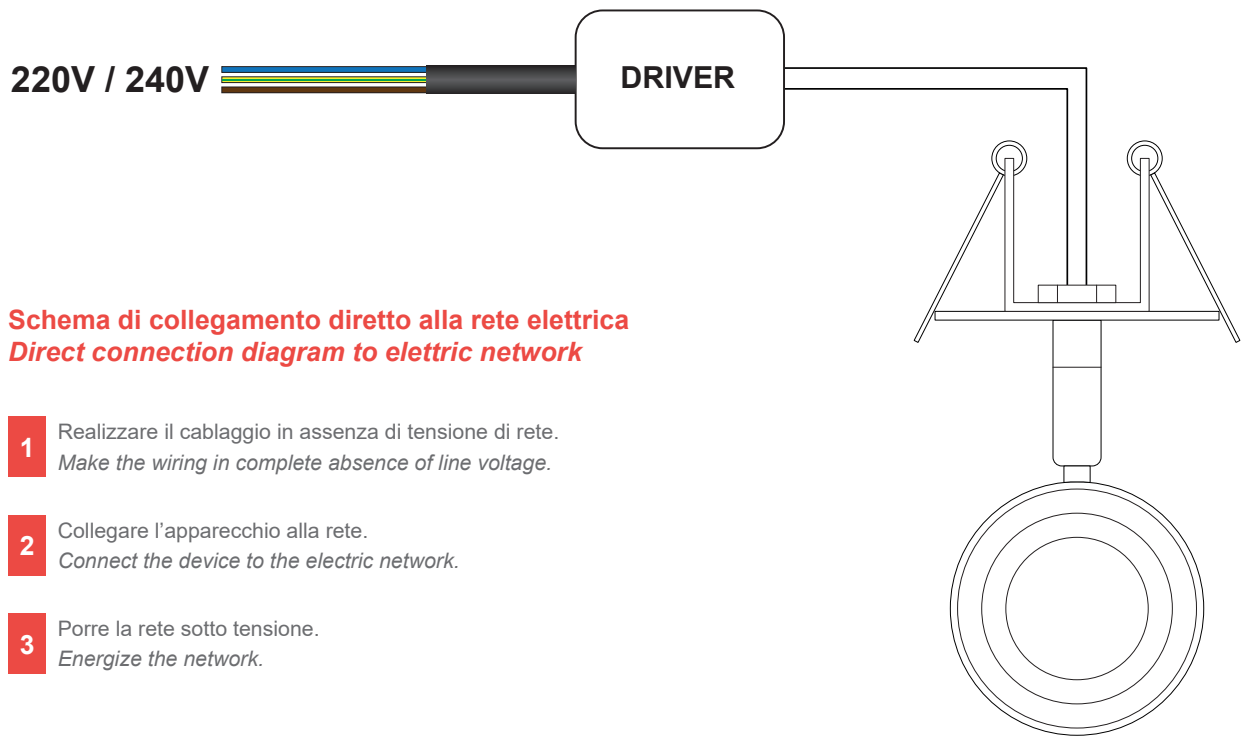 220V / 240V
DRIVER
Schema di collegamento diretto alla rete elettrica
Direct connection diagram to elettric network
1
Realizzare il cablaggio in assenza di tensione di rete.
Make the wiring in complete absence of line voltage.
2
Collegare l’apparecchio alla rete.
Connect the device to the electric network.
3
Porre la rete sotto tensione.
Energize the network.